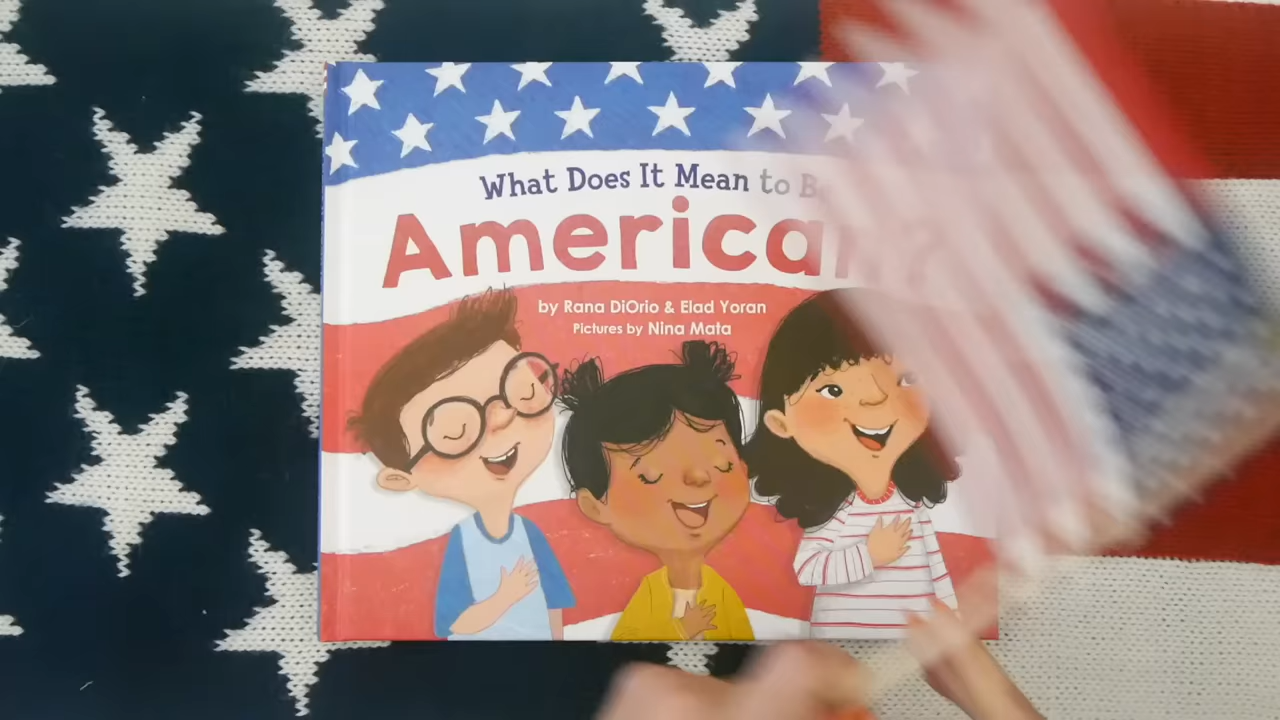 What Does It Mean to
America
by Rana DiOrio & Elad Yoran
Pictures by Nina Mata